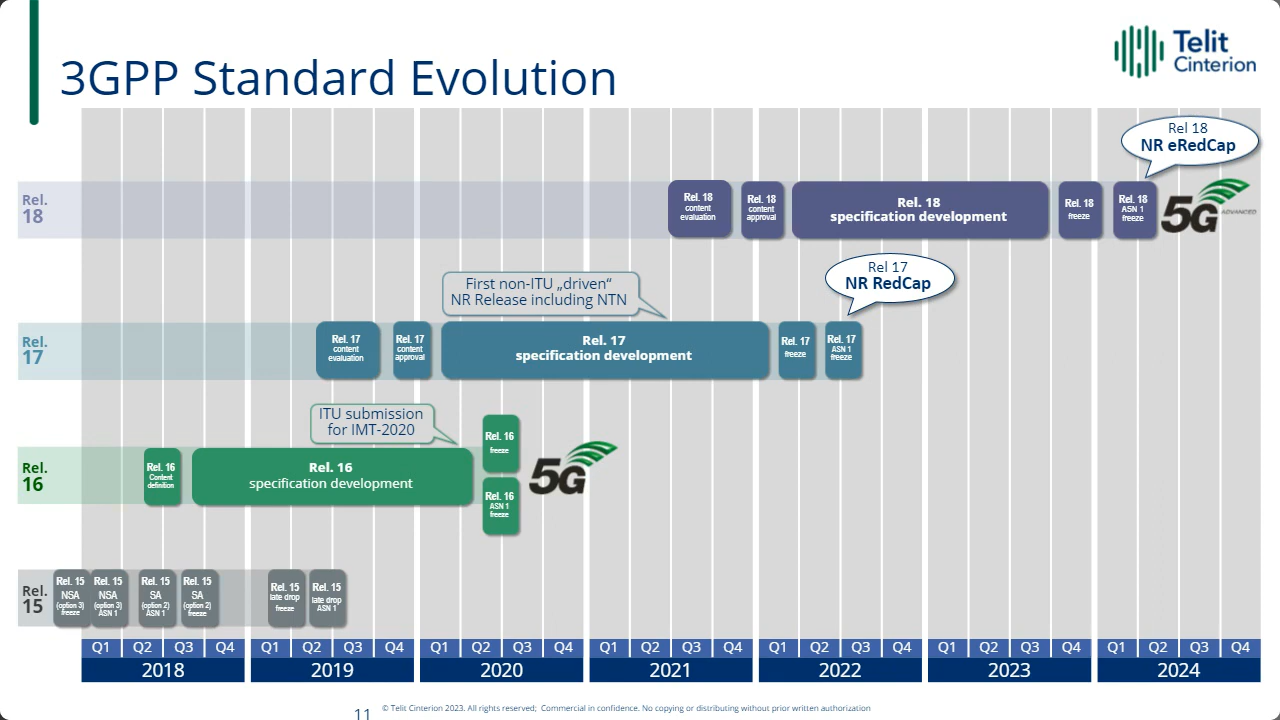 3GPP Standard Evolution
Telit
Cinterion
Rel 18
NR eRedCap
Rel.
18
Rel. 18
content
evaluation
Rel. 18
content
approval
Rel. 18
specification development
Rel. 18
freeze
Rel. 18
ASN 1
freeze
5G
ADVANCED
Rel 17
NR RedCap
First non-ITU „driven“
NR Release including NTN
Rel.
17
Rel. 17
content
evaluation
Rel. 17
content
approval
Rel. 17
specification development
Rel. 17
freeze
Rel. 17
ASN 1
freeze
ITU submission
for IMT-2020
Rel.
16
Rel. 16
Content
definition
Rel. 16
specification development
Rel. 16
freeze
Rel. 16
ASN 1
freeze
5G
Rel.
15
Rel. 15
NSA
(option 3)
freeze
Rel. 15
NSA
(option 3)
ASN 1
Rel. 15
SA
(option 2)
ASN 1
Rel. 15
SA
(option 2)
freeze
Rel. 15
late drop
freeze
Rel. 15
late drop
ASN 1
Q1 Q2 Q3 Q4 Q1 Q2 Q3 Q4 Q1 Q2 Q3 Q4 Q1 Q2 Q3 Q4 Q1 Q2 Q3 Q4 Q1 Q2 Q3 Q4 Q1 Q2 Q3 Q4
2018 2019 2020 2021 2022 2023 2024
11
© Telit Cinterion 2023. All rights reserved; Commercial in confidence. No copying or distributing without prior written authorization